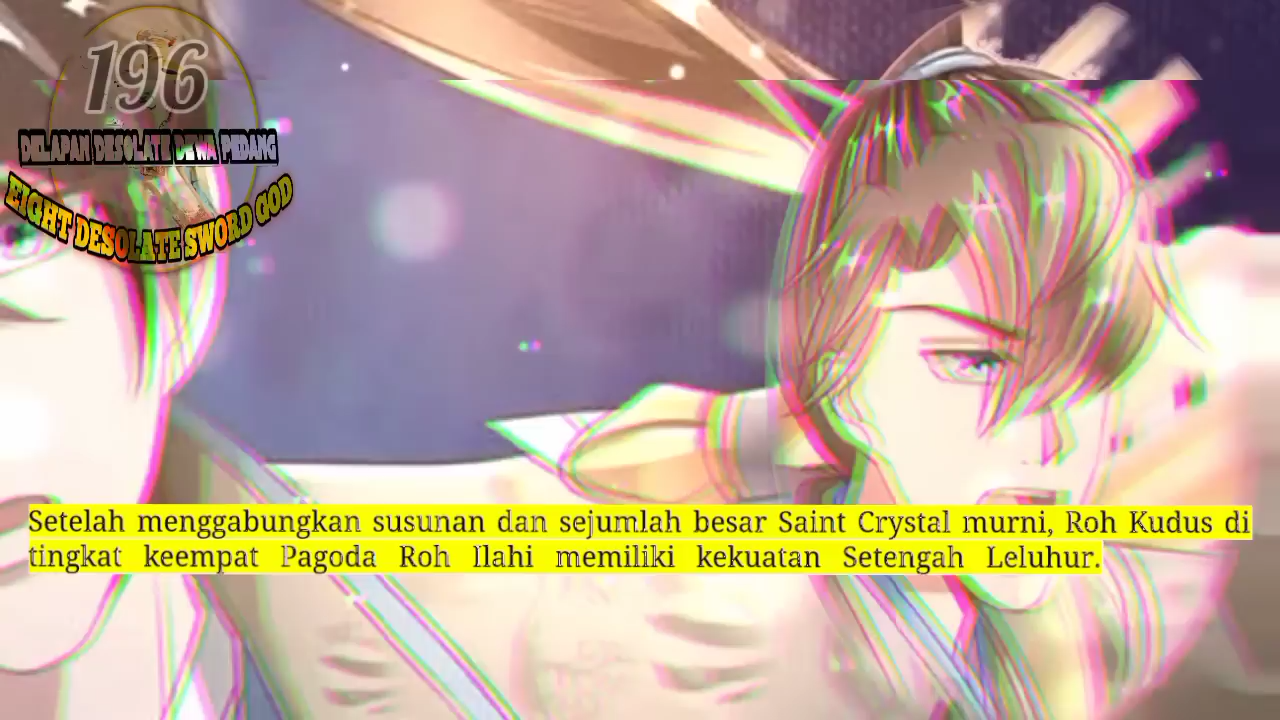 196
DELAPAN DESOLATE DEWA PEDANG
EIGHT DESOLATE SWORD GOD
Setelah menggabungkan susunan dan sejumlah besar Saint Crystal murni, Roh Kudus di
tingkat keempat Pagoda Roh Ilahi memiliki kekuatan Setengah Leluhur.